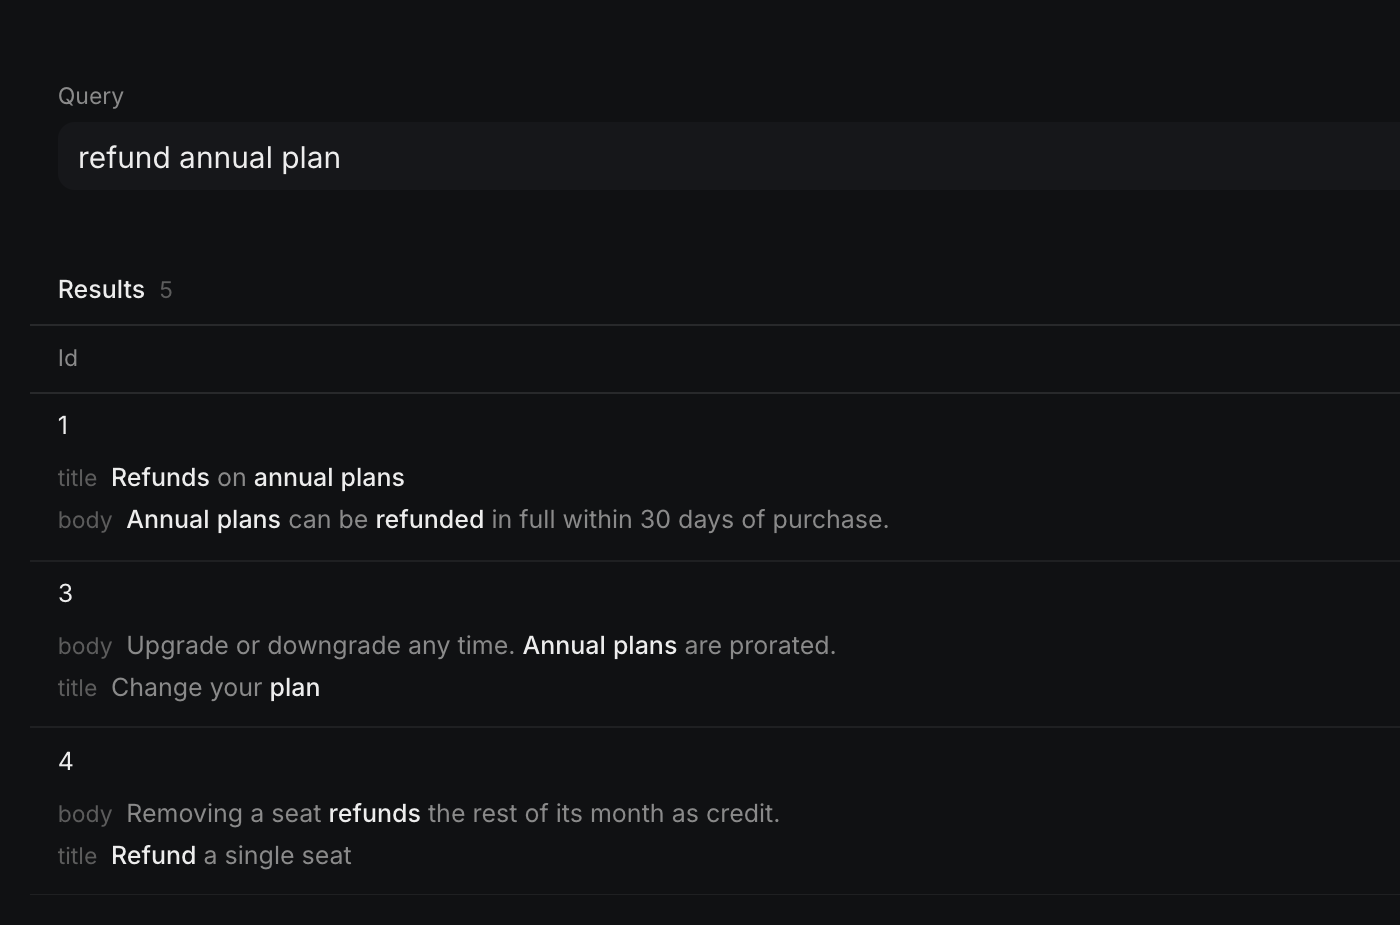 Query
refund annual plan
Results 5
Id
1
title Refunds on annual plans
body Annual plans can be refunded in full within 30 days of purchase.
3
body Upgrade or downgrade any time. Annual plans are prorated.
title Change your plan
4
body Removing a seat refunds the rest of its month as credit.
title Refund a single seat